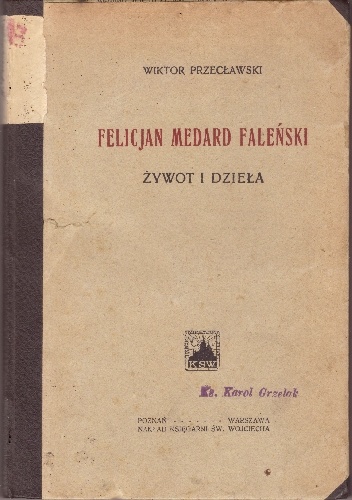 WIKTOR PRZECŁAWSKI
FELICJAN MEDARD FALEŃSKI
ŻYWOT I DZIEŁA
KSW
Ks. Karol Grzelak
POZNAŃ - - - - - - WARSZAWA
NAKŁAD KSIĘGARNI ŚW. WOJCIECHA